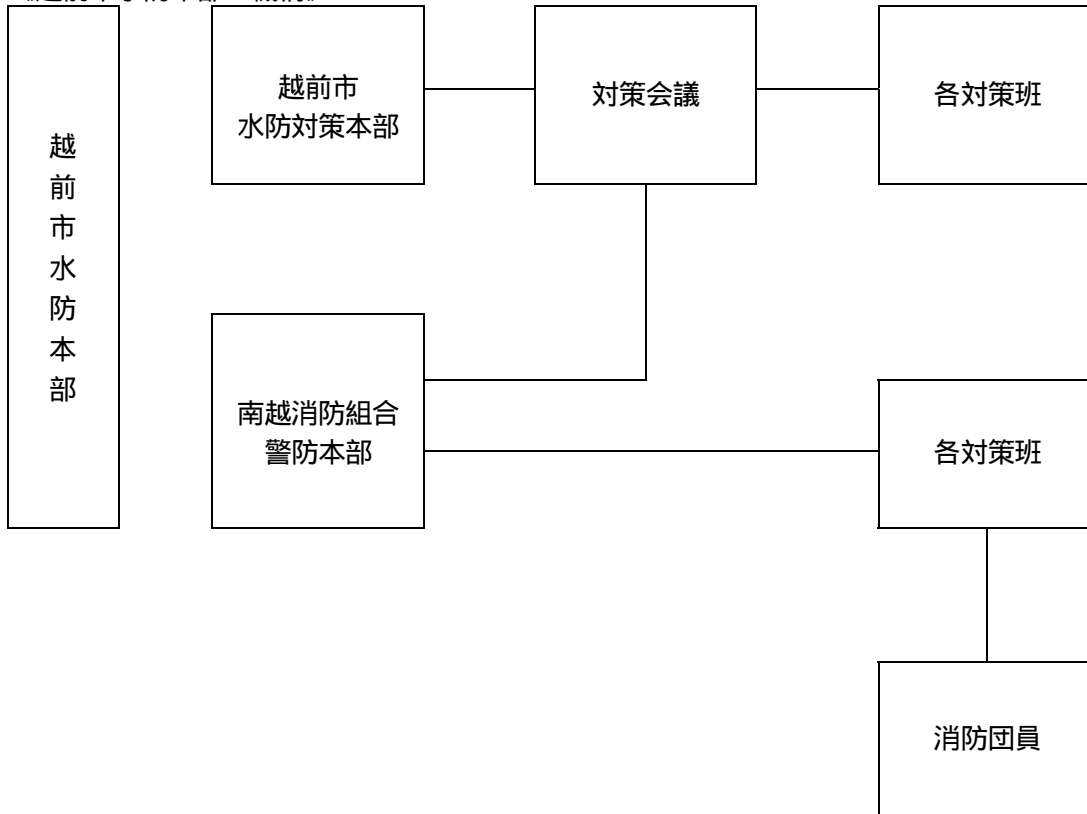 越前市水防本部
越前市
水防対策本部
対策会議
各対策班
南越消防組合
警防本部
各対策班
消防団員